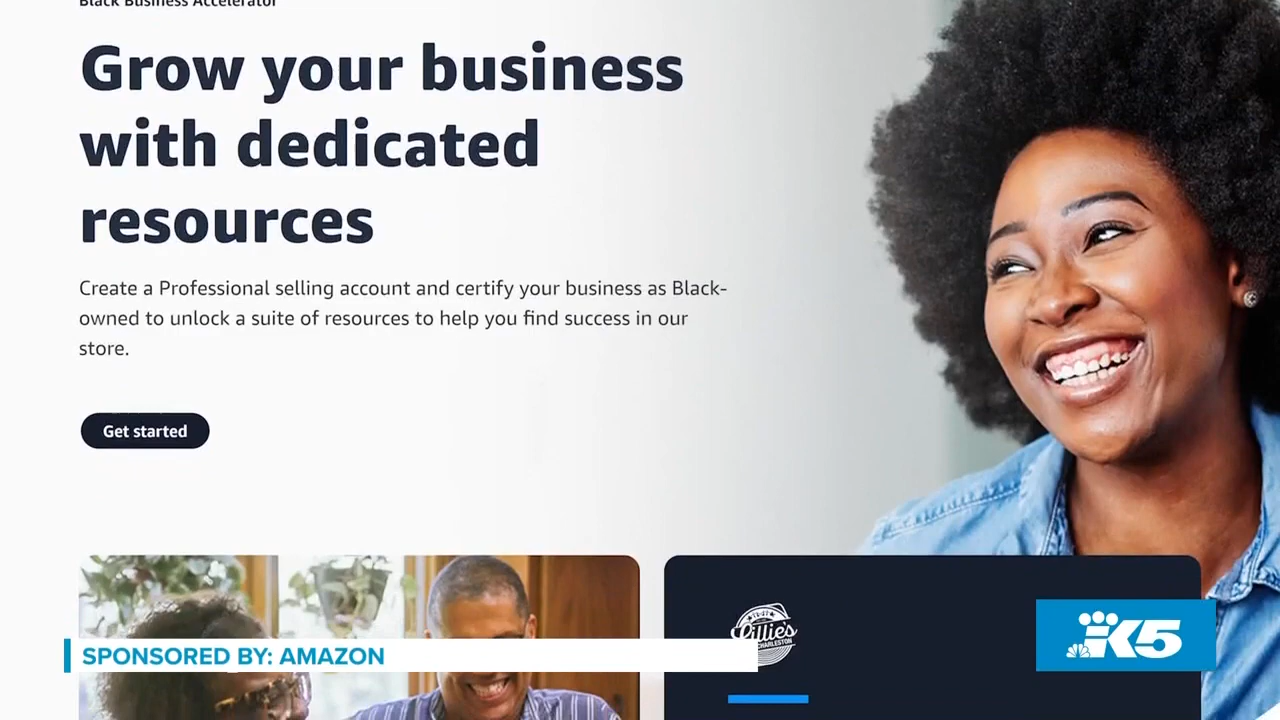 Black Business Accelerator
Grow your business
with dedicated
resources
Create a Professional selling account and certify your business as Black-
owned to unlock a suite of resources to help you find success in our
store.
Get started
Lillie's
CHARLESTON
SPONSORED BY: AMAZON
K5